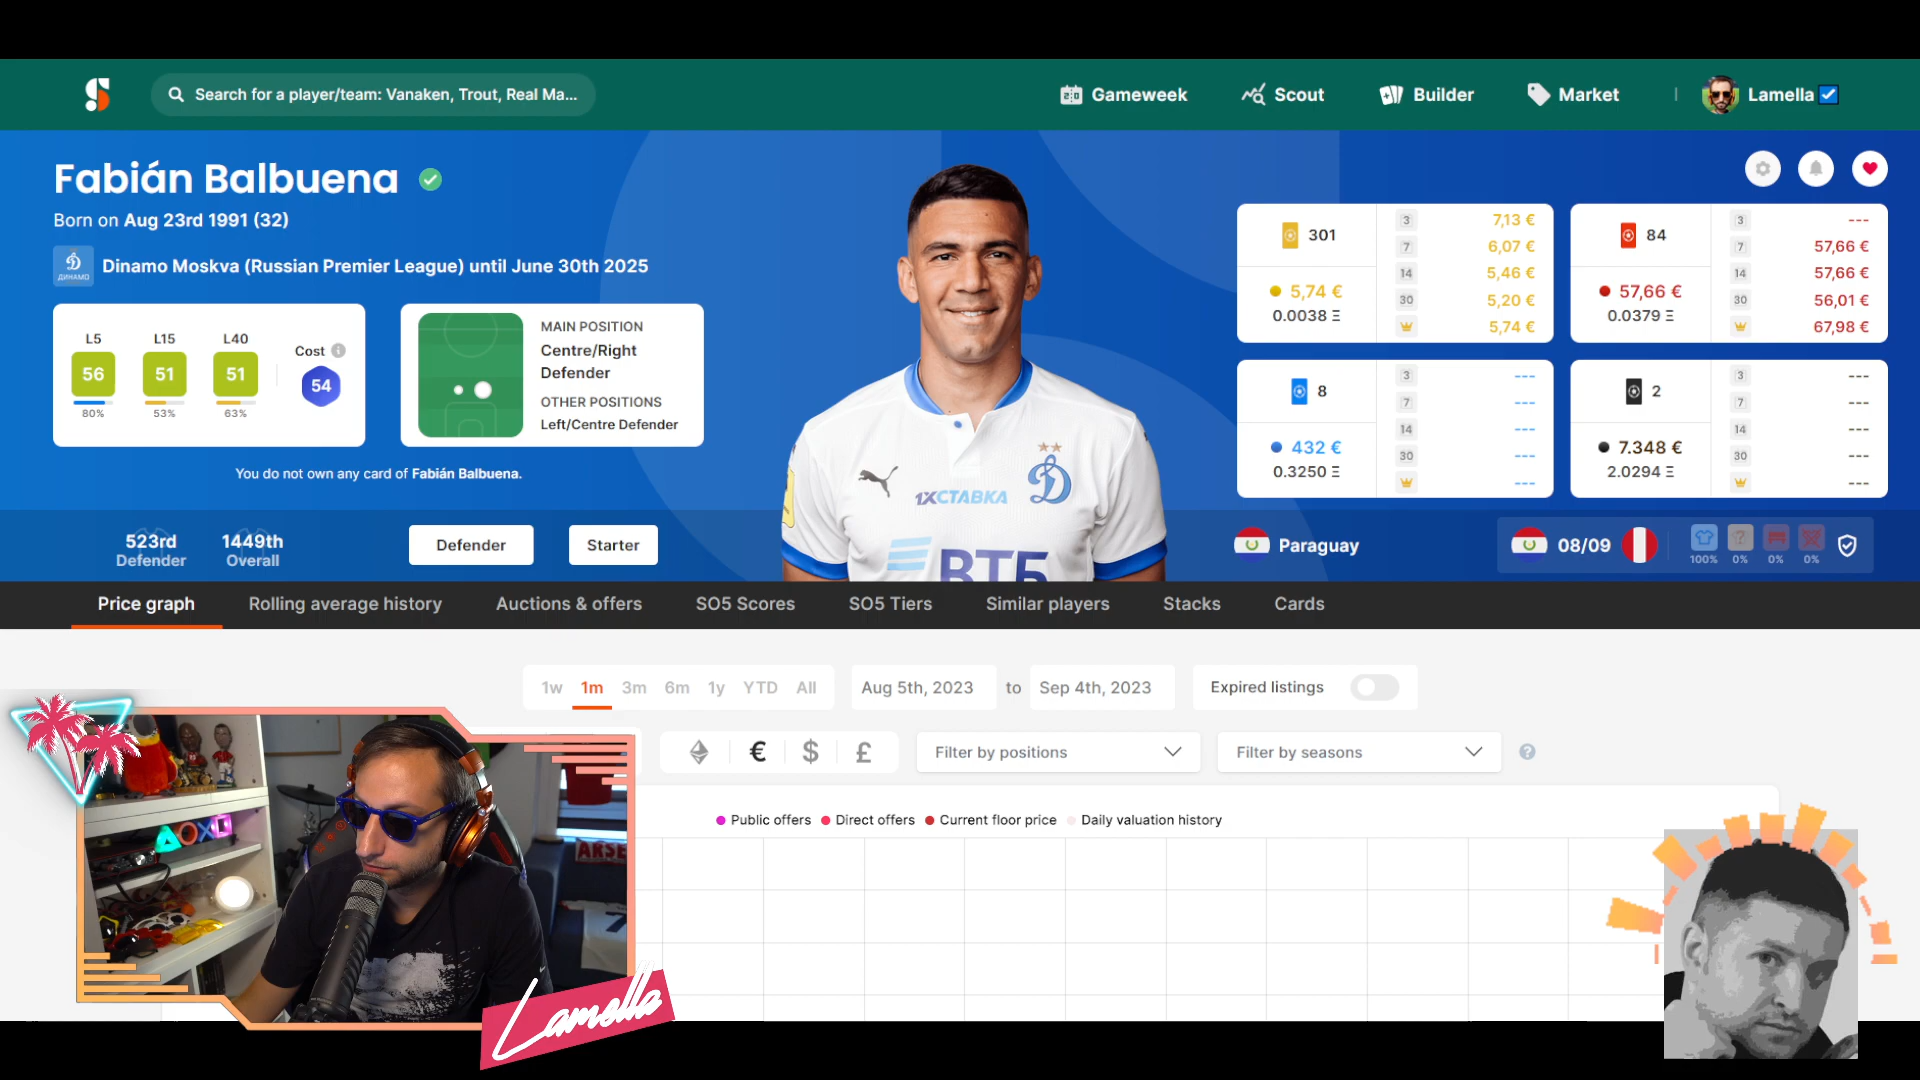 Search for a player/team: Vanaken, Trout, Real Ma...
Gameweek
Scout
Builder
Market
Lamella
Fabián Balbuena
Born on Aug 23rd 1991 (32)
ДИНАМО
Dinamo Moskva (Russian Premier League) until June 30th 2025
L5
L15
L40
Cost
56
51
51
54
80%
53%
63%
MAIN POSITION
Centre/Right
Defender
OTHER POSITIONS
Left/Centre Defender
You do not own any card of Fabián Balbuena.
523rd
Defender
1449th
Overall
Defender
Starter
1XСТАВКА
ВТБ
301
5,74 €
0.0038 Ξ
3 7,13 €
7 6,07 €
14 5,46 €
30 5,20 €
5,74 €
84
57,66 €
0.0379 Ξ
3 ---
7 57,66 €
14 57,66 €
30 56,01 €
67,98 €
8
432 €
0.3250 Ξ
3 ---
7 ---
14 ---
30 ---
---
2
7.348 €
2.0294 Ξ
3 ---
7 ---
14 ---
30 ---
---
Paraguay
08/09
100%
0%
0%
0%
Price graph
Rolling average history
Auctions & offers
SO5 Scores
SO5 Tiers
Similar players
Stacks
Cards
1w 1m 3m 6m 1y YTD All
Aug 5th, 2023 to Sep 4th, 2023
Expired listings
€ $ £
Filter by positions
Filter by seasons
Public offers
Direct offers
Current floor price
Daily valuation history
ARSE
7
Lamella